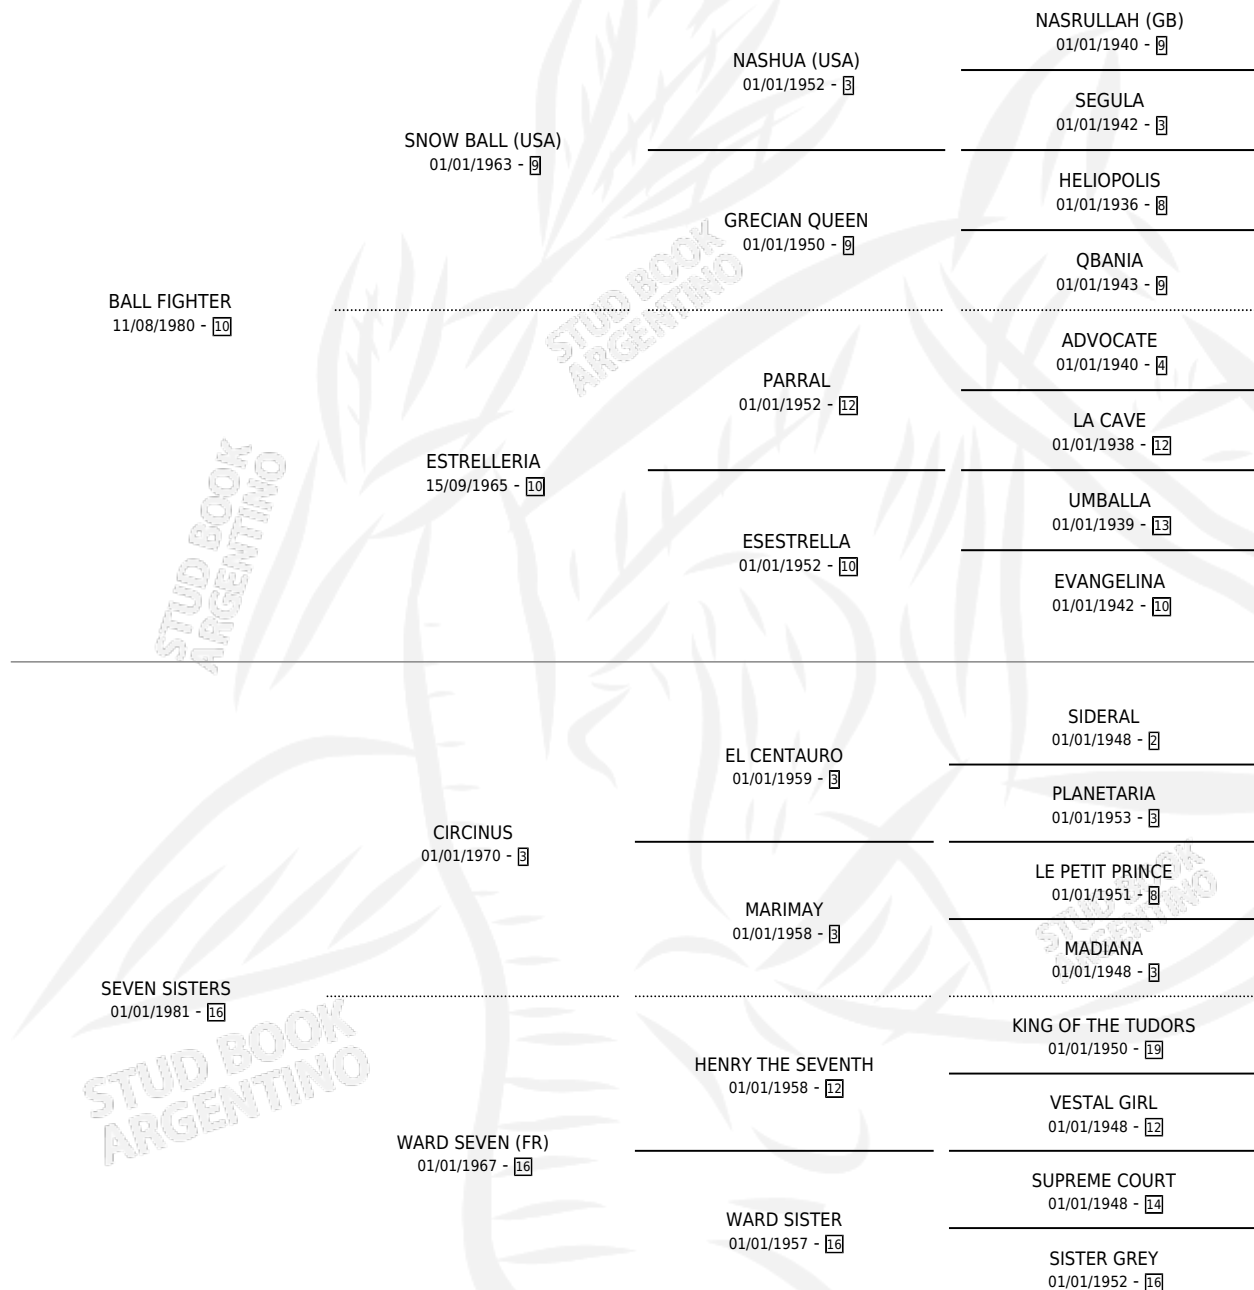 NASRULLAH (GB)
01/01/1940 - 9
NASHUA (USA)
01/01/1952 - 3
SEGULA
01/01/1942 - 3
SNOW BALL (USA)
01/01/1963 - 9
HELIOPOLIS
01/01/1936 - 8
GRECIAN QUEEN
01/01/1950 - 9
QBANIA
01/01/1943 - 9
BALL FIGHTER
11/08/1980 - 10
ADVOCATE
01/01/1940 - 4
PARRAL
01/01/1952 - 12
LA CAVE
01/01/1938 - 12
ESTRELLERIA
15/09/1965 - 10
UMBALLA
01/01/1939 - 13
ESESTRELLA
01/01/1952 - 10
EVANGELINA
01/01/1942 - 10
SIDERAL
01/01/1948 - 2
EL CENTAURO
01/01/1959 - 3
PLANETARIA
01/01/1953 - 3
CIRCINUS
01/01/1970 - 3
LE PETIT PRINCE
01/01/1951 - 8
MARIMAY
01/01/1958 - 3
MADIANA
01/01/1948 - 3
SEVEN SISTERS
01/01/1981 - 16
KING OF THE TUDORS
01/01/1950 - 19
HENRY THE SEVENTH
01/01/1958 - 12
VESTAL GIRL
01/01/1948 - 12
WARD SEVEN (FR)
01/01/1967 - 16
SUPREME COURT
01/01/1948 - 14
WARD SISTER
01/01/1957 - 16
SISTER GREY
01/01/1952 - 16
STUD BOOK
ARGENTINO
STUD BOOK
ARGENTINO
STUD BOOK
ARGENTINO
STUD BOOK
ARGENTINO